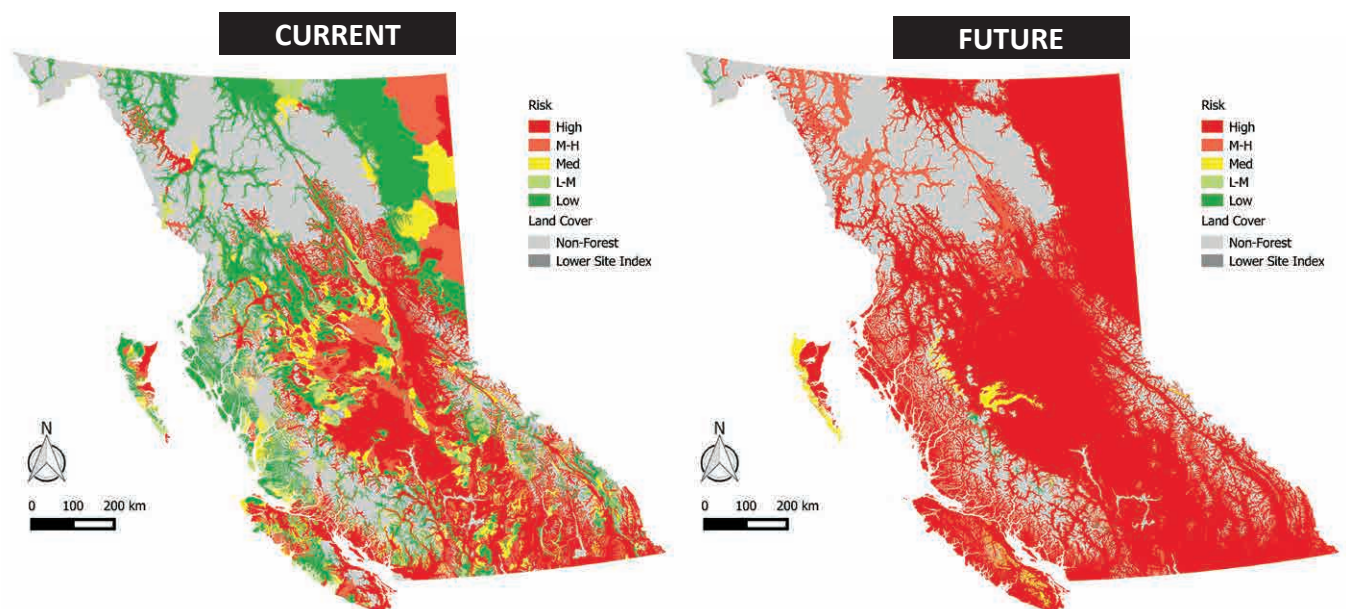 CURRENT
Risk
High
M-H
Med
L-M
Low
Land Cover
Non-Forest
Lower Site Index
N
0 100 200 km
FUTURE
Risk
High
M-H
Med
L-M
Low
Land Cover
Non-Forest
Lower Site Index
N
0 100 200 km